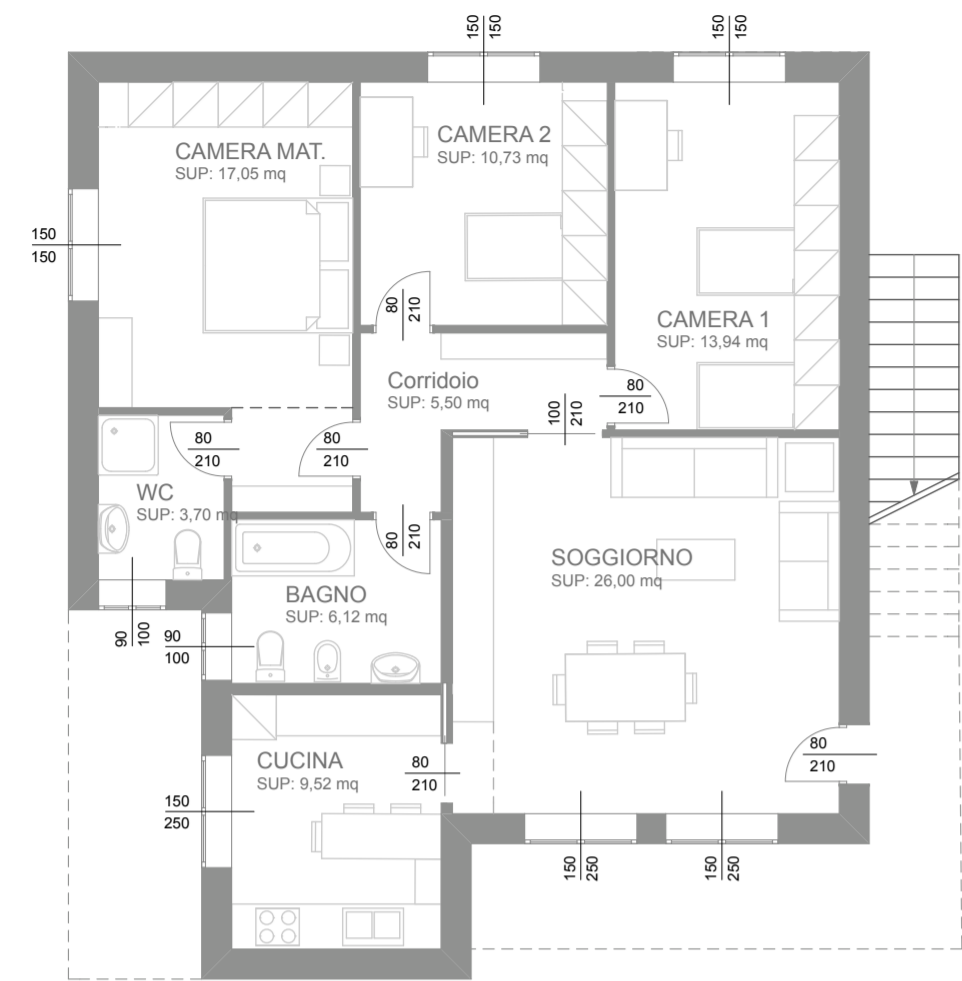 150
150
150
150
CAMERA MAT.
SUP: 17,05 mq
CAMERA 2
SUP: 10,73 mq
150
150
80
210
CAMERA 1
SUP: 13,94 mq
Corridoio
SUP: 5,50 mq
80
210
100
210
80
210
80
210
WC
SUP: 3,70 mq
80
210
SOGGIORNO
SUP: 26,00 mq
BAGNO
SUP: 6,12 mq
90
100
90
100
CUCINA
SUP: 9,52 mq
80
210
80
210
150
250
150
250
150
250